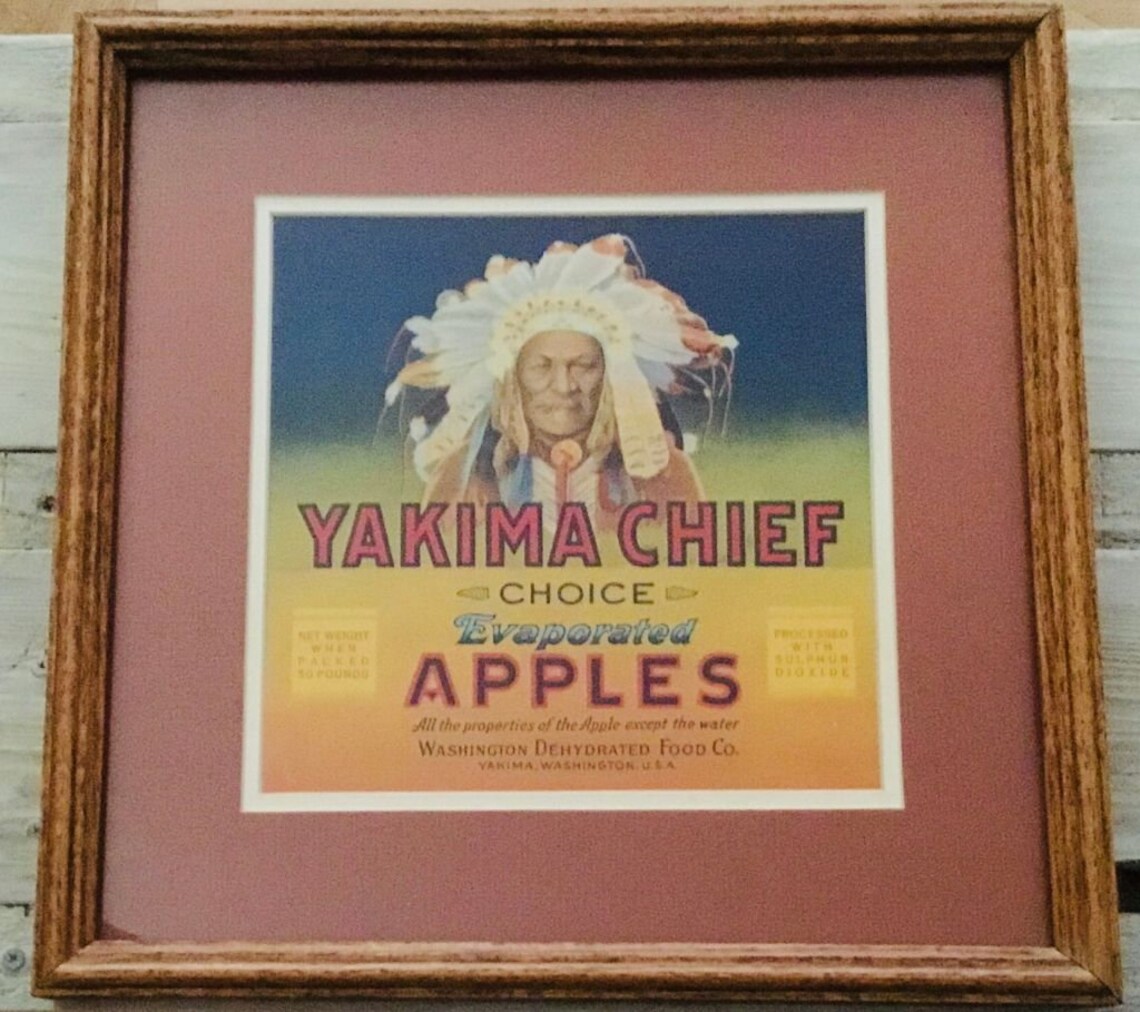 YAKIMA CHIEF
CHOICE
Evaporated
APPLES
NET WEIGHT
WHEN
PACKED
50 POUNDS
PROCESSED
WITH
SULPHUR
DIOXIDE
All the properties of the Apple except the water
WASHINGTON DEHYDRATED FOOD CO.
YAKIMA, WASHINGTON, U.S.A.